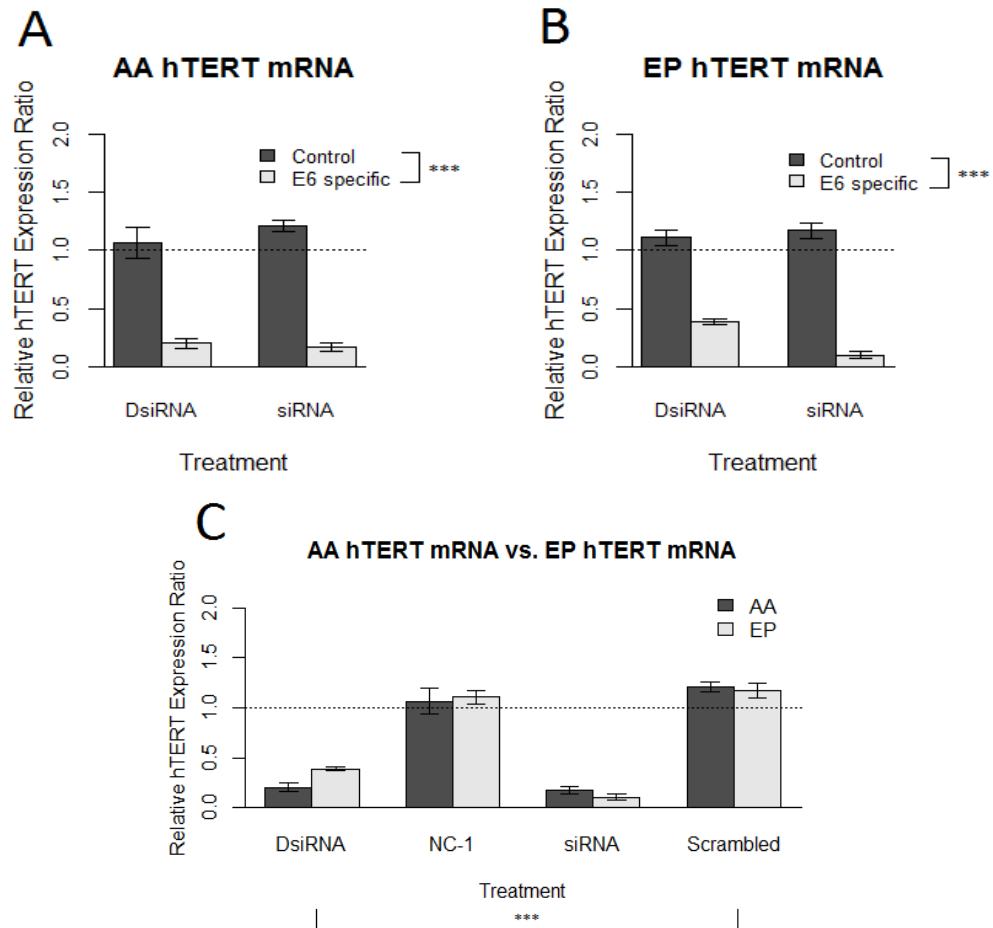 A
AA hTERT mRNA
Relative hTERT Expression Ratio
0.0 0.5 1.0 1.5 2.0
Control
E6 specific
***
DsiRNA siRNA
Treatment
B
EP hTERT mRNA
Relative hTERT Expression Ratio
0.0 0.5 1.0 1.5 2.0
Control
E6 specific
***
DsiRNA siRNA
Treatment
C
AA hTERT mRNA vs. EP hTERT mRNA
Relative hTERT Expression Ratio
0.0 0.5 1.0 1.5 2.0
AA
EP
DsiRNA NC-1 siRNA Scrambled
Treatment
***